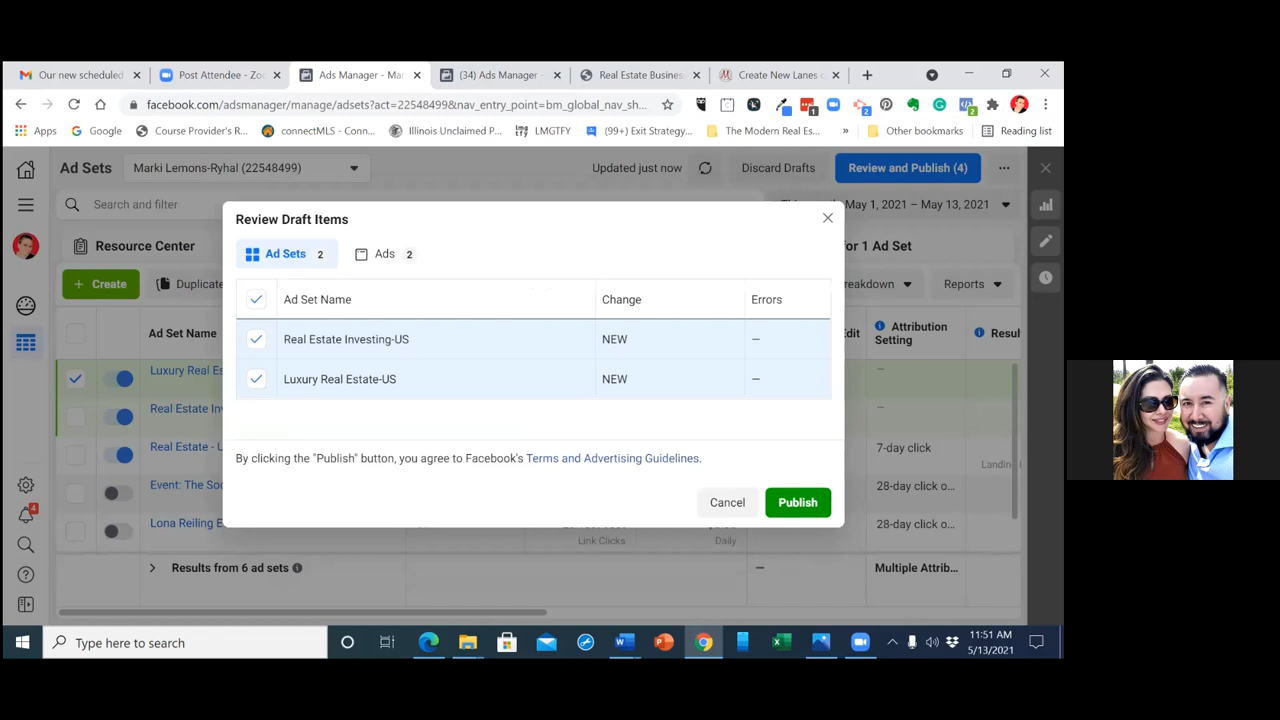 Our new scheduled
Post Attendee - Zo
Ads Manager - Ma
(34) Ads Manager -
Real Estate Busines
Create New Lanes c
facebook.com/adsmanager/manage/adsets?act=22548499&nav_entry_point=bm_global_nav_sh...
1
2
2
Apps
Google
Course Provider's R...
connectMLS - Conn...
Illinois Unclaimed P...
LMGTFY
(99+) Exit Strategy...
The Modern Real Es...
»
Other bookmarks
Reading list
Ad Sets
Marki Lemons-Ryhal (22548499)
Updated just now
Discard Drafts
Review and Publish (4)
Search and filter
May 1, 2021 – May 13, 2021
Resource Center
for 1 Ad Set
+ Create
Duplicate
Reports
Ad Set Name
Edit
Attribution
Setting
Luxury Real Es
Real Estate In
Real Estate - U
7-day click
Event: The So
28-day click o...
Lona Reiling E
28-day click o...
Link Clicks
Daily
Results from 6 ad sets
—
Multiple Attrib...
Review Draft Items
Ad Sets 2
Ads 2
Ad Set Name
Change
Errors
Real Estate Investing-US
NEW
—
Luxury Real Estate-US
NEW
—
By clicking the "Publish" button, you agree to Facebook's Terms and Advertising Guidelines.
Cancel
Publish
4
Type here to search
11:51 AM
5/13/2021